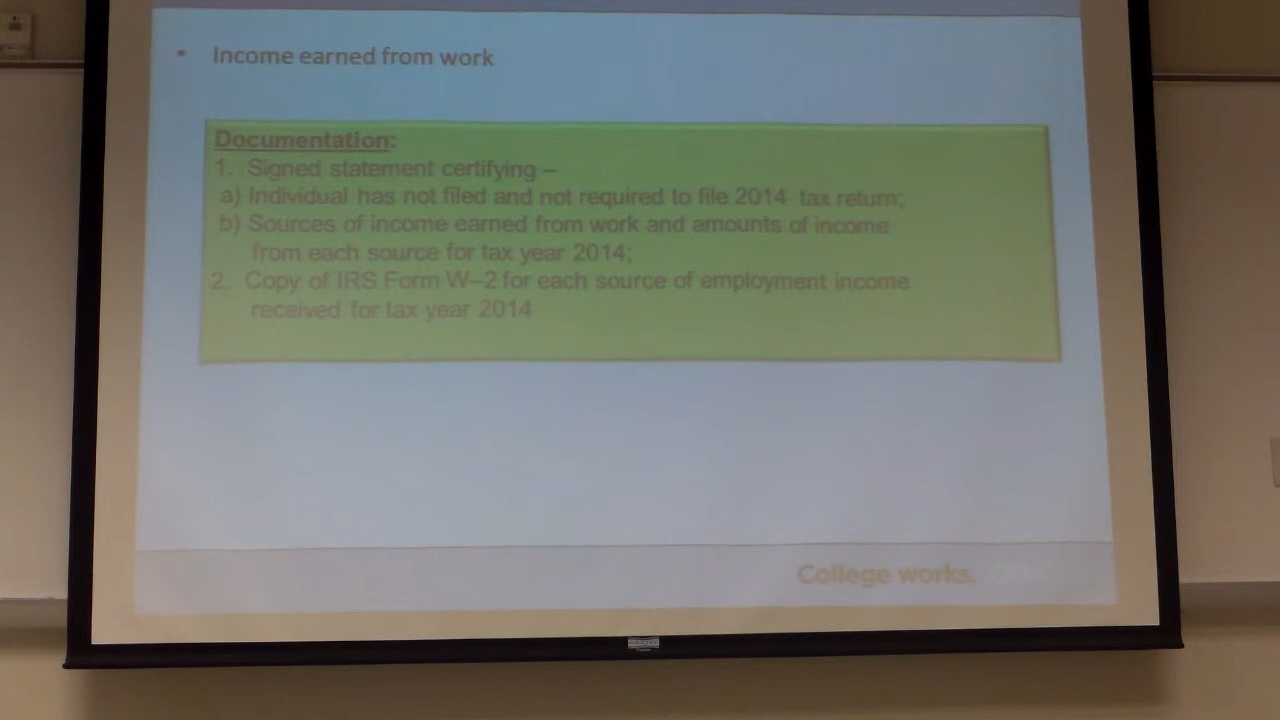 • Income earned from work
Documentation:
1. Signed statement certifying –
a) Individual has not filed and not required to file 2014 tax return;
b) Sources of income earned from work and amounts of income
from each source for tax year 2014;
2. Copy of IRS Form W–2 for each source of employment income
received for tax year 2014
College works.